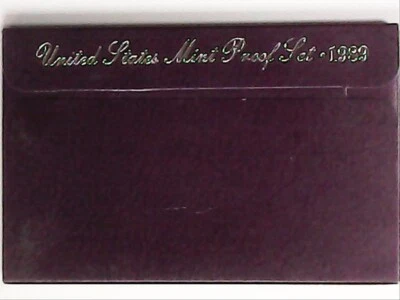 United States Mint Proof Set · 1989